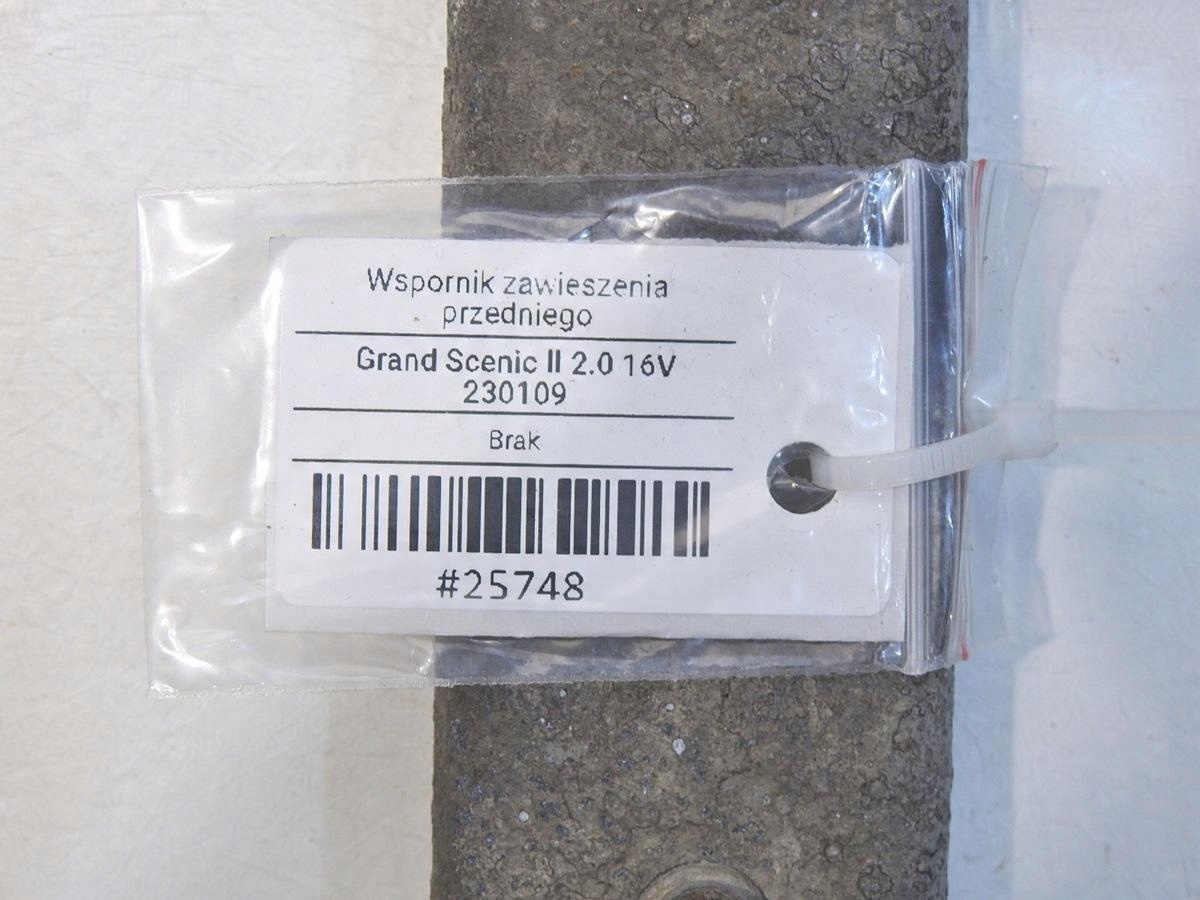 Wspornik zawieszenia
przedniego
Grand Scenic II 2.0 16V
230109
Brak
#25748